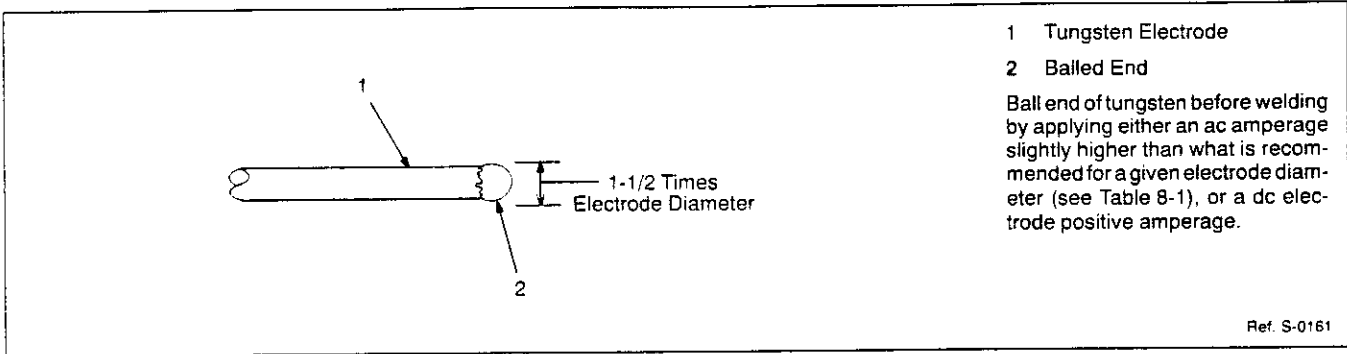 1
2
1-1/2 Times
Electrode Diameter
1 Tungsten Electrode
2 Balled End
Ball end of tungsten before welding
by applying either an ac amperage
slightly higher than what is recom-
mended for a given electrode diam-
eter (see Table 8-1), or a dc elec-
trode positive amperage.
Ref. S-0161